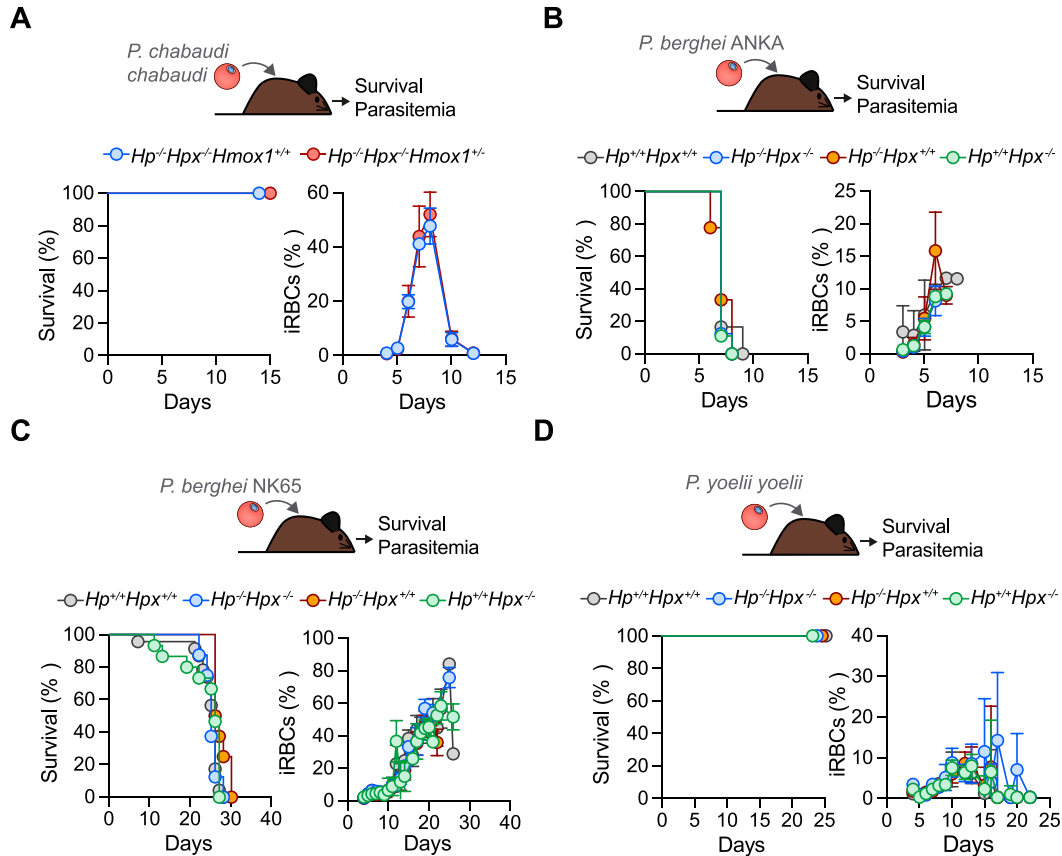 A
P. chabaudi
chabaudi
Survival
Parasitemia
Hp-/-Hpx-/-Hmox1+/+
Hp-/-Hpx-/-Hmox1+/-
Survival (%)
100
80
60
40
20
0
0 5 10 15
Days
iRBCs (% )
60
40
20
0
0 5 10 15
Days
B
P. berghei ANKA
Survival
Parasitemia
Hp+/+Hpx+/+
Hp-/-Hpx-/-
Hp-/-Hpx+/+
Hp+/+Hpx-/-
Survival (%)
100
80
60
40
20
0
0 5 10 15
Days
iRBCs (% )
25
20
15
10
5
0
0 5 10 15
Days
C
P. berghei NK65
Survival
Parasitemia
Hp+/+Hpx+/+
Hp-/-Hpx-/-
Hp-/-Hpx+/+
Hp+/+Hpx-/-
Survival (%)
100
80
60
40
20
0
0 10 20 30 40
Days
iRBCs (% )
100
80
60
40
20
0
0 10 20 30 40
Days
D
P. yoelii yoelii
Survival
Parasitemia
Hp+/+Hpx+/+
Hp-/-Hpx-/-
Hp-/-Hpx+/+
Hp+/+Hpx-/-
Survival (%)
100
80
60
40
20
0
0 5 10 15 20 25
Days
iRBCs (% )
40
30
20
10
0
0 5 10 15 20 25
Days